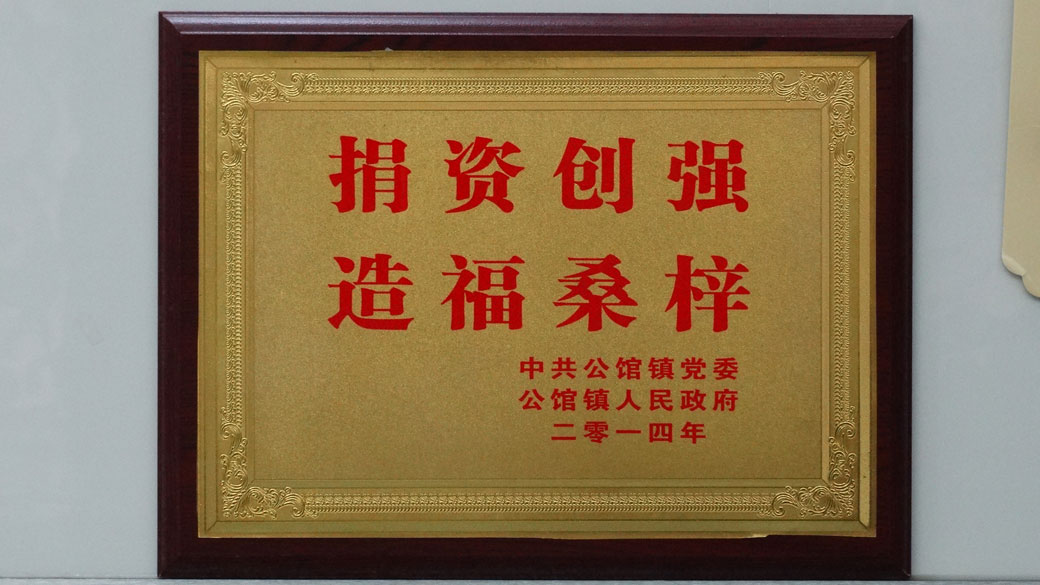 捐资创强
造福桑梓
中共公馆镇党委
公馆镇人民政府
二零一四年